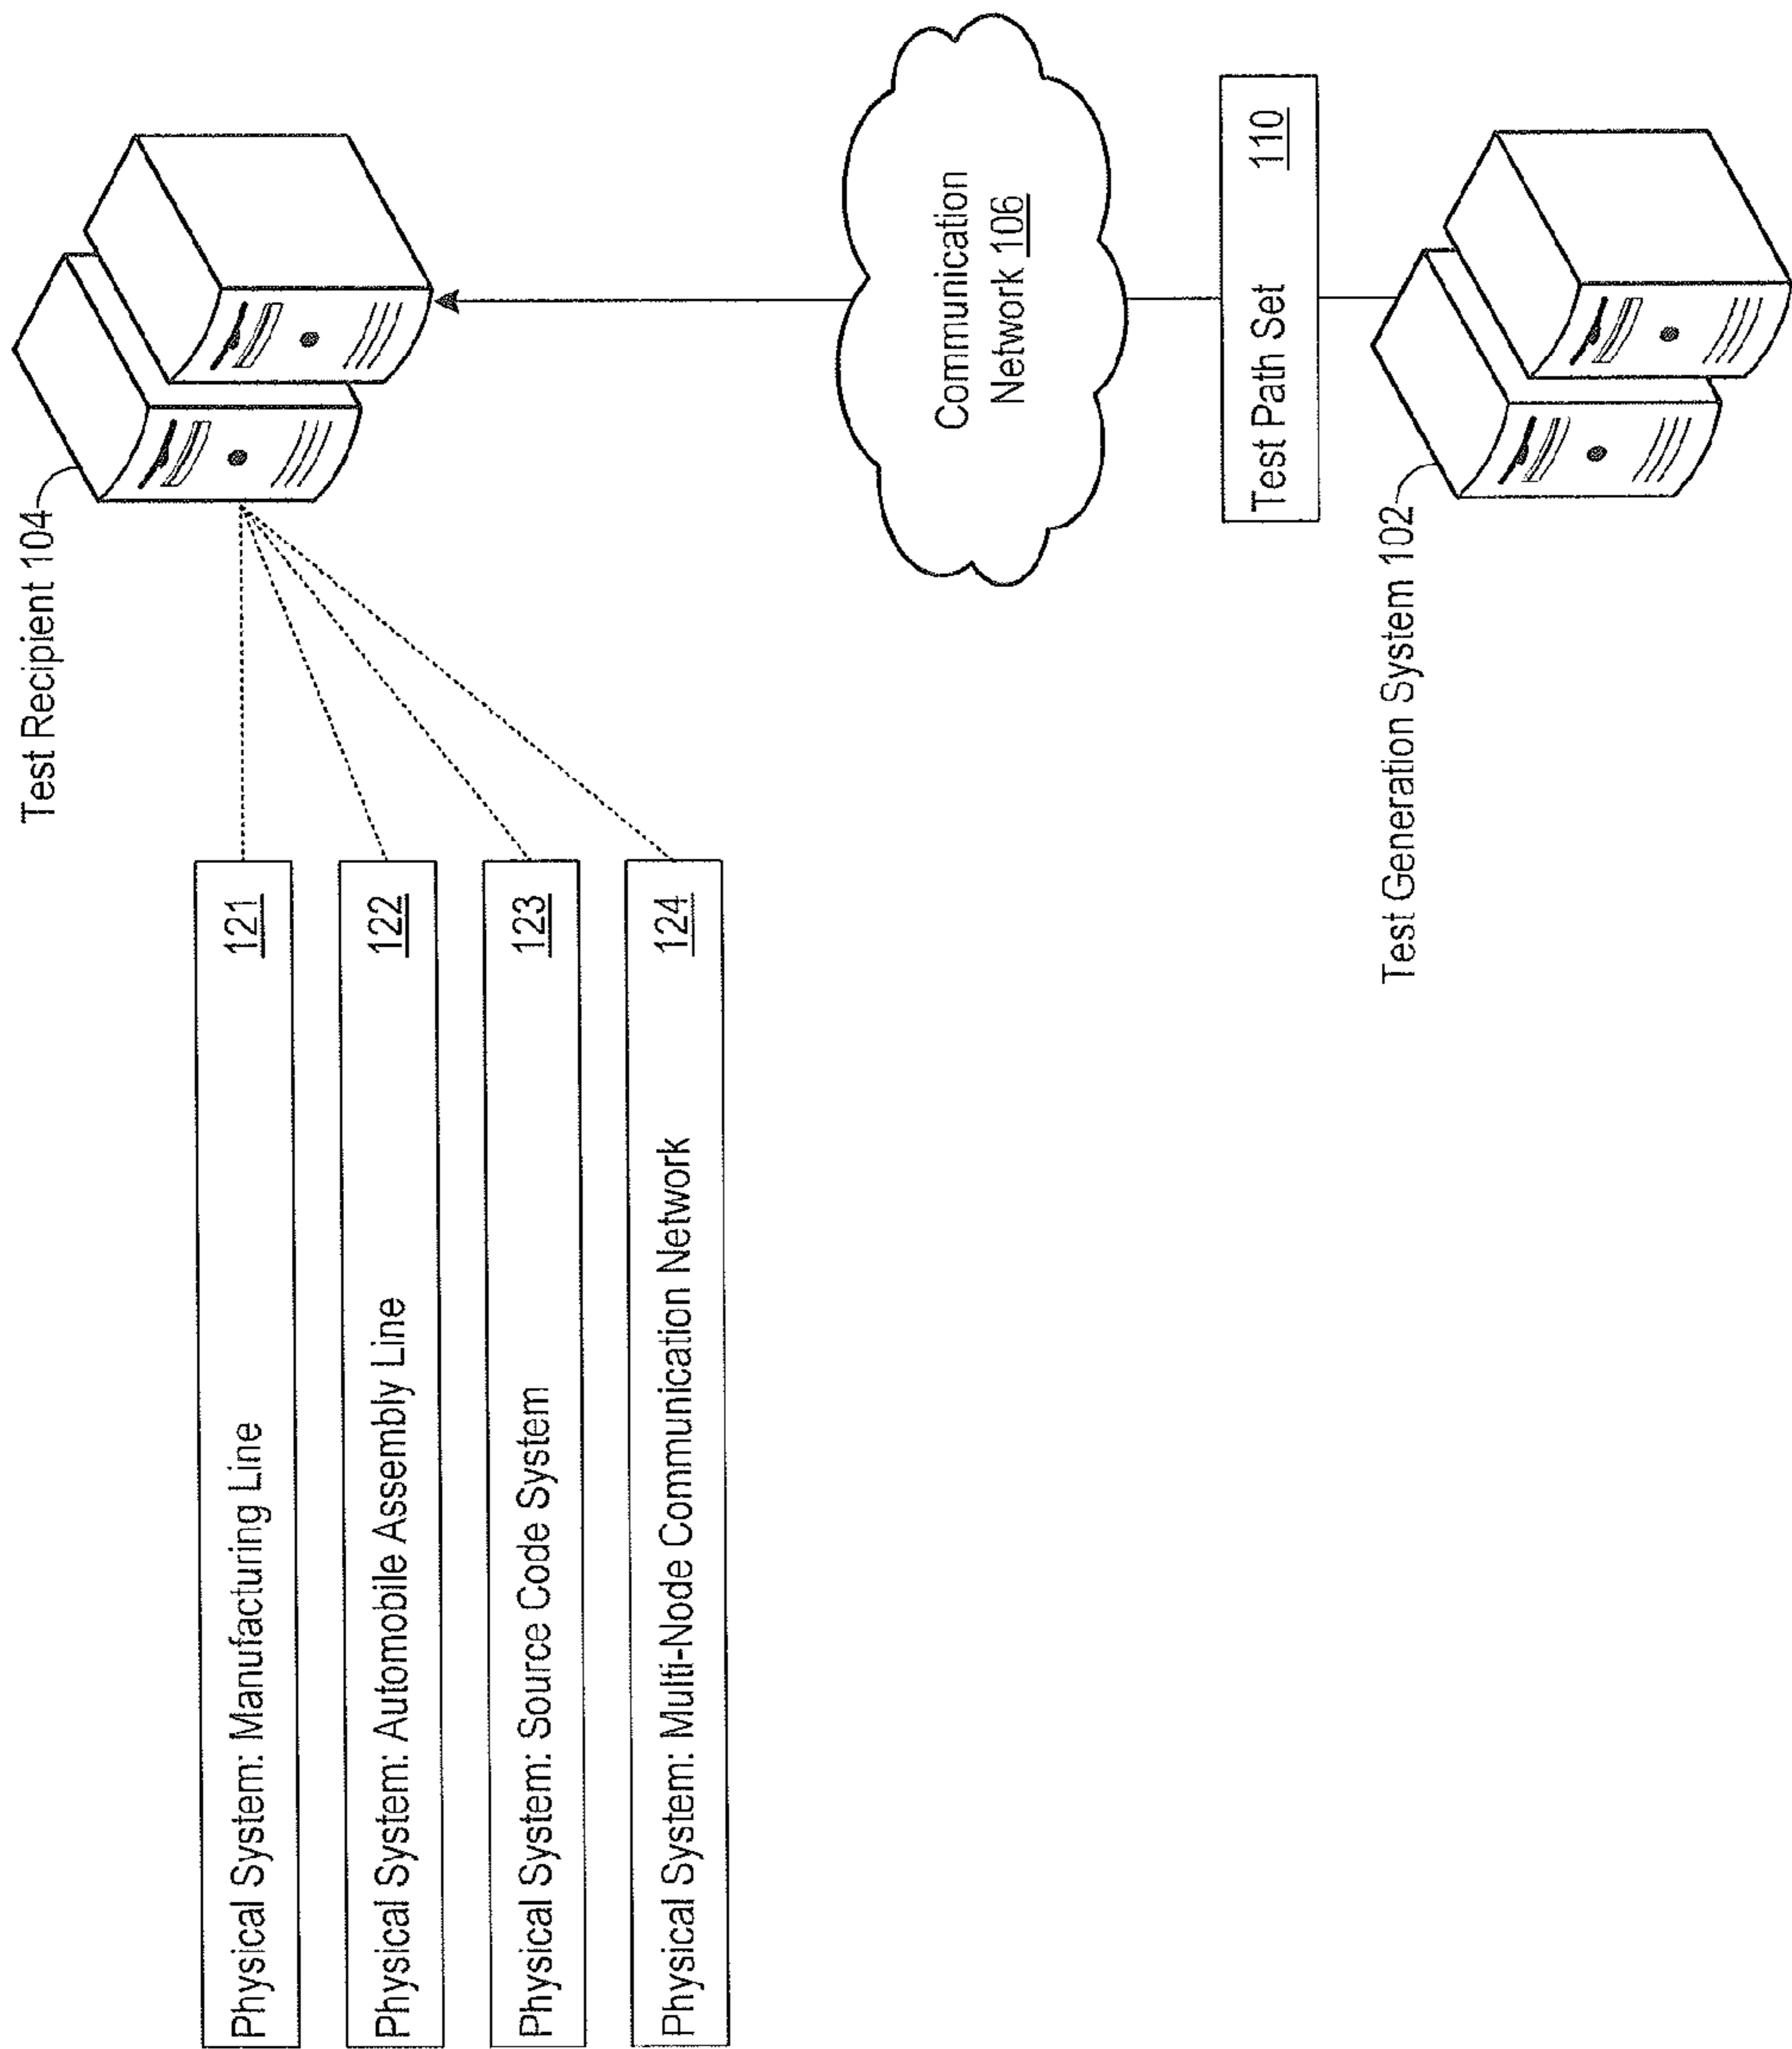 Test Generation System 102
Test Path Set 110
Communication
Network 106
Test Recipient 104
Physical System: Manufacturing Line 121
Physical System: Automobile Assembly Line 122
Physical System: Source Code System 123
Physical System: Multi-Node Communication Network 124